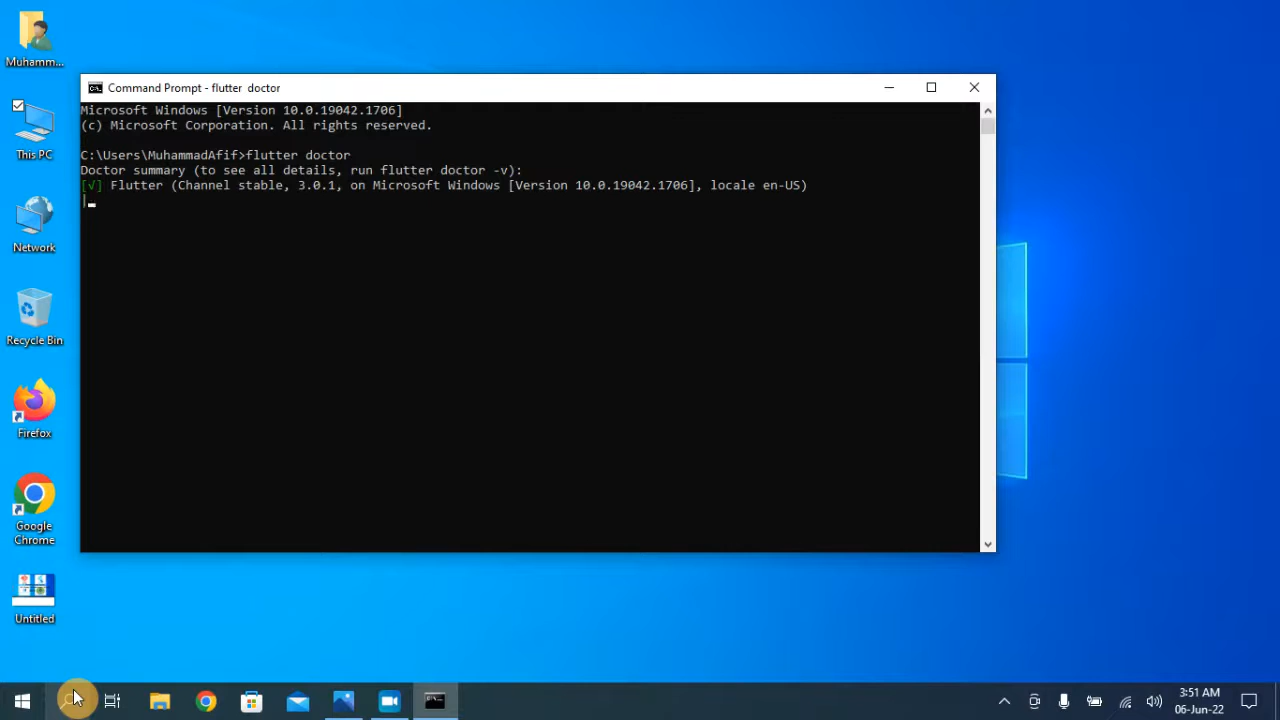 Muhamm...
This PC
Network
Recycle Bin
Firefox
Google
Chrome
Untitled
Command Prompt - flutter doctor
Microsoft Windows [Version 10.0.19042.1706]
(c) Microsoft Corporation. All rights reserved.
C:\Users\MuhammadAfif>flutter doctor
Doctor summary (to see all details, run flutter doctor -v):
[√] Flutter (Channel stable, 3.0.1, on Microsoft Windows [Version 10.0.19042.1706], locale en-US)
3:51 AM
06-Jun-22